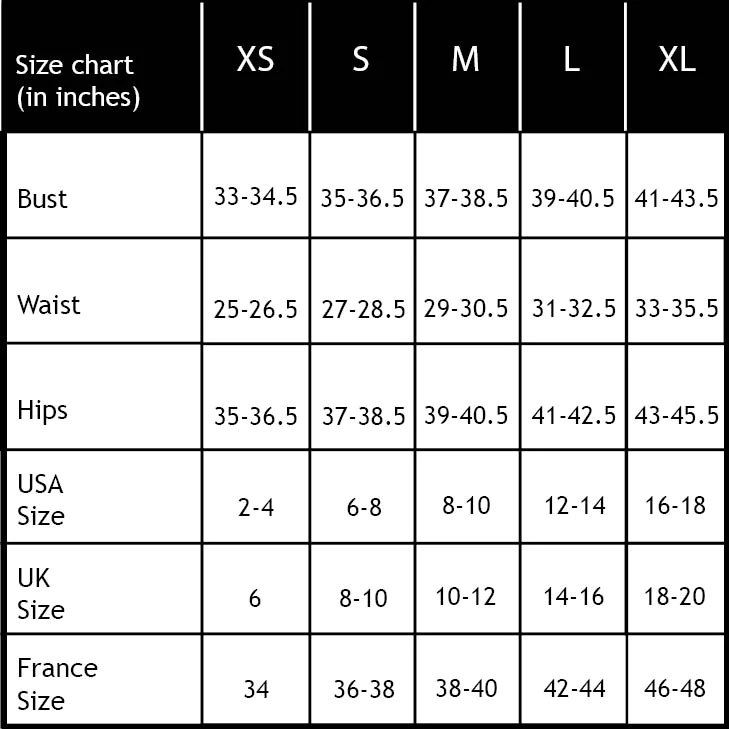 Size chart
(in inches)
XS S M L XL
Bust 33-34.5 35-36.5 37-38.5 39-40.5 41-43.5
Waist 25-26.5 27-28.5 29-30.5 31-32.5 33-35.5
Hips 35-36.5 37-38.5 39-40.5 41-42.5 43-45.5
USA
Size 2-4 6-8 8-10 12-14 16-18
UK
Size 6 8-10 10-12 14-16 18-20
France
Size 34 36-38 38-40 42-44 46-48